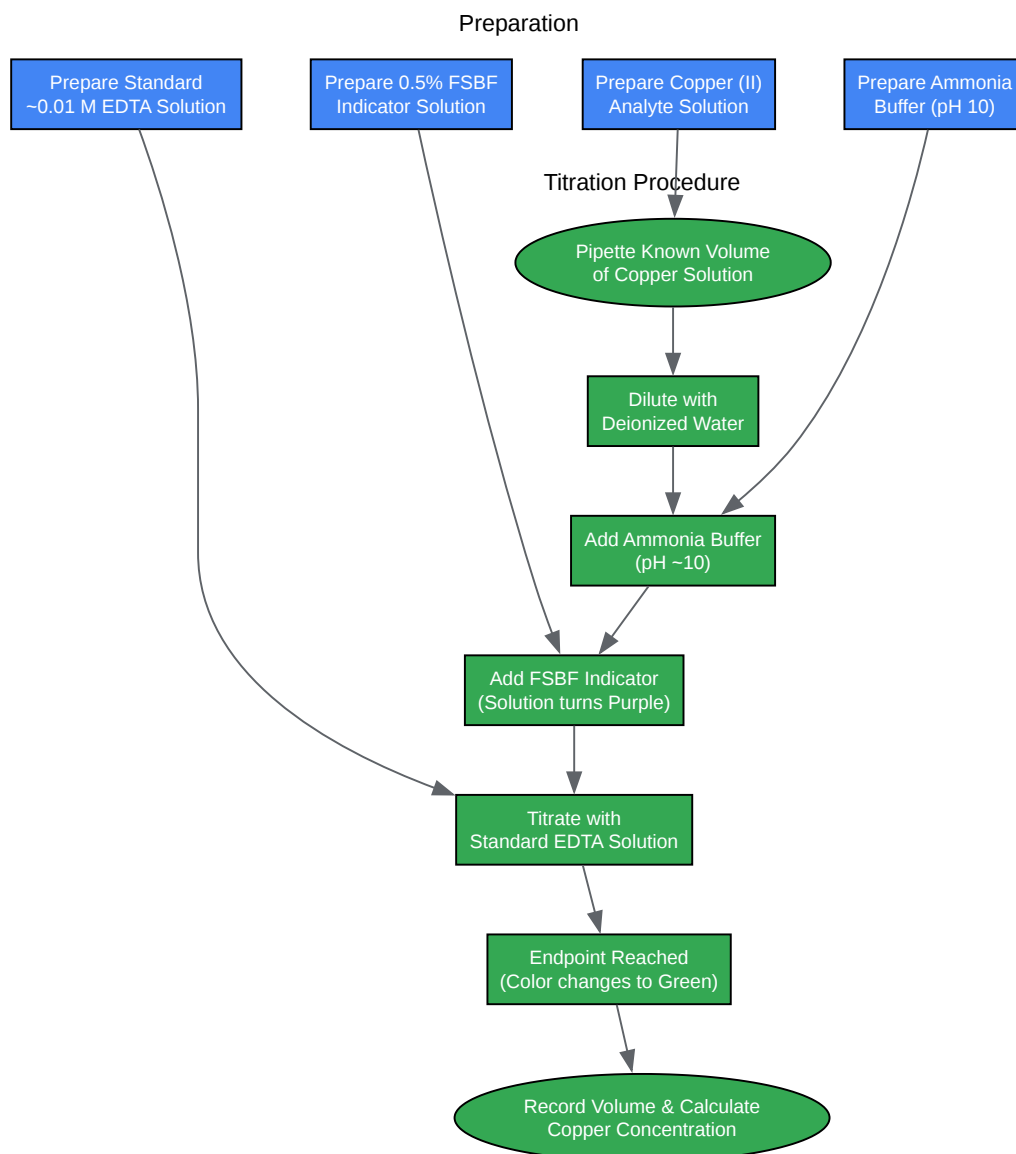 Preparation
Prepare Standard
~0.01 M EDTA Solution
Prepare 0.5% FSBF
Indicator Solution
Prepare Copper (II)
Analyte Solution
Prepare Ammonia
Buffer (pH 10)
Titration Procedure
Pipette Known Volume
of Copper Solution
Dilute with
Deionized Water
Add Ammonia Buffer
(pH ~10)
Add FSBF Indicator
(Solution turns Purple)
Titrate with
Standard EDTA Solution
Endpoint Reached
(Color changes to Green)
Record Volume & Calculate
Copper Concentration